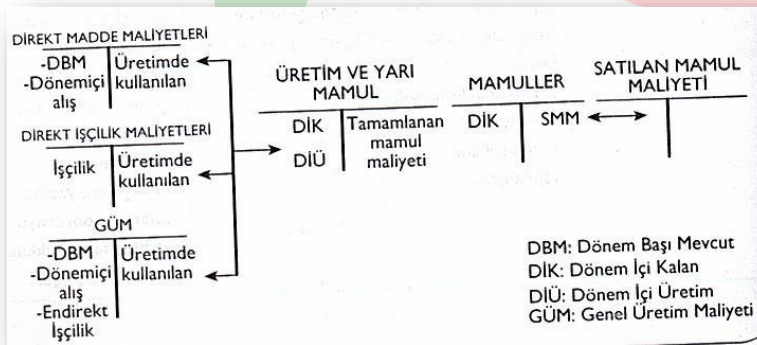 DİREKT MADDE MALİYETLERİ
-DBM
-Dönemiçi
alış
Üretimde
kullanılan
DİREKT İŞÇİLİK MALİYETLERİ
İşçilik
Üretimde
kullanılan
GÜM
-DBM
-Dönemiçi
alış
-Endirekt
İşçilik
Üretimde
kullanılan
ÜRETİM VE YARI
MAMUL
DİK
DİÜ
Tamamlanan
mamul
maliyeti
MAMULLER
DİK
SMM
SATILAN MAMUL
MALİYETİ
DBM: Dönem Başı Mevcut
DİK: Dönem İçi Kalan
DİÜ: Dönem İçi Üretim
GÜM: Genel Üretim Maliyeti